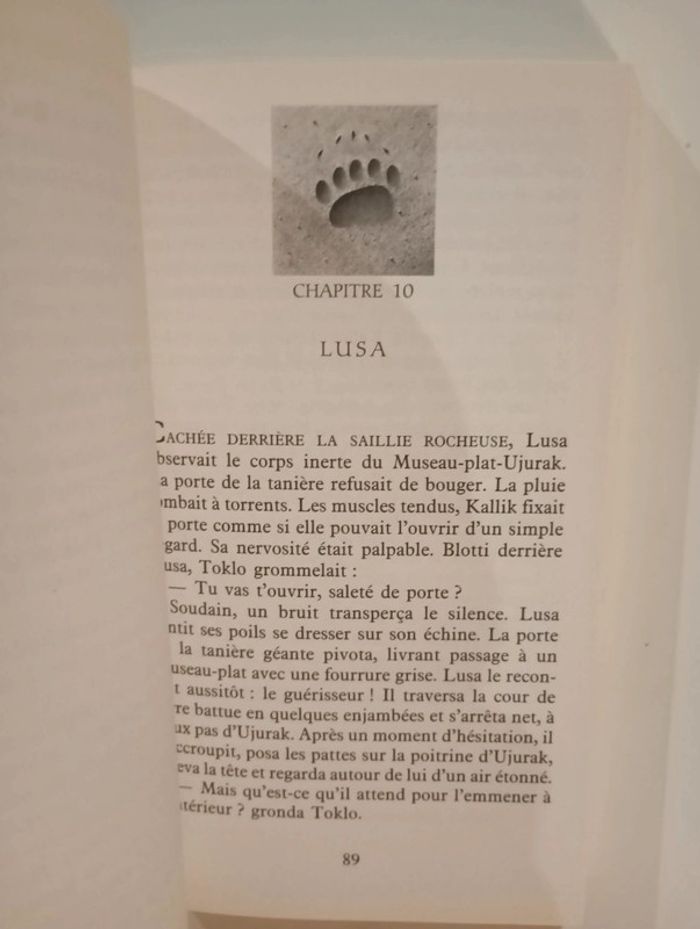 CHAPITRE 10
LUSA
CACHÉE DERRIÈRE LA SAILLIE ROCHEUSE, Lusa
bservait le corps inerte du Museau-plat-Ujurak.
a porte de la tanière refusait de bouger. La pluie
mbait à torrents. Les muscles tendus, Kallik fixait
porte comme si elle pouvait l'ouvrir d'un simple
gard. Sa nervosité était palpable. Blotti derrière
usa, Toklo grommelait :
— Tu vas t'ouvrir, saleté de porte ?
Soudain, un bruit transperça le silence. Lusa
ntit ses poils se dresser sur son échine. La porte
la tanière géante pivota, livrant passage à un
useau-plat avec une fourrure grise. Lusa le recon-
t aussitôt : le guérisseur ! Il traversa la cour de
re battue en quelques enjambées et s'arrêta net, à
ux pas d'Ujurak. Après un moment d'hésitation, il
ccroupit, posa les pattes sur la poitrine d'Ujurak,
eva la tête et regarda autour de lui d'un air étonné.
— Mais qu'est-ce qu'il attend pour l'emmener à
térieur ? gronda Toklo.
89